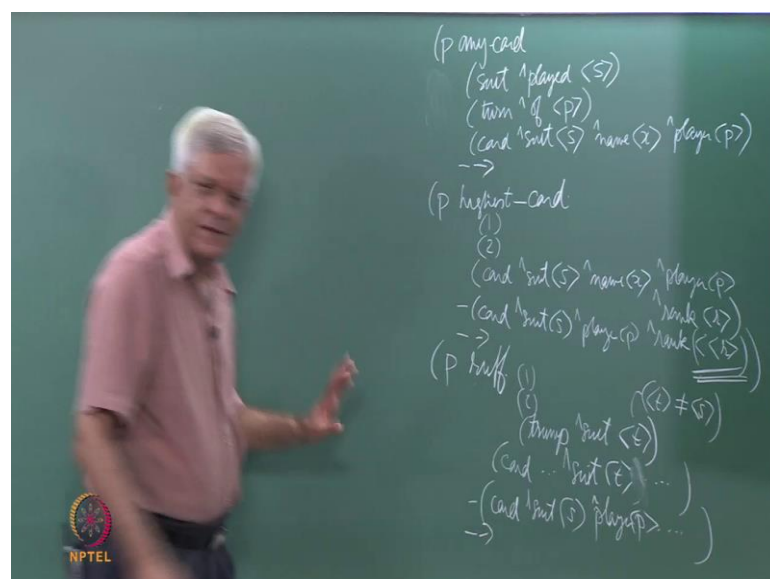 (p any-card
(suit ^played <s>)
(turn ^of <p>)
(card ^suit <s> ^name <x> ^player <p>)
-->
(p highest-card
(1)
(2)
(card ^suit <s> ^name <x> ^player <p>
^rank <r>)
-(card ^suit <s> ^player <p> ^rank < <r>)
-->
(p ruff
(1)
(2) (<t> ≠ <s>)
(trump ^suit <t>)
(card ... ^suit <t> ... )
-(card ^suit <s> ^player <p> ... )
-->
NPTEL